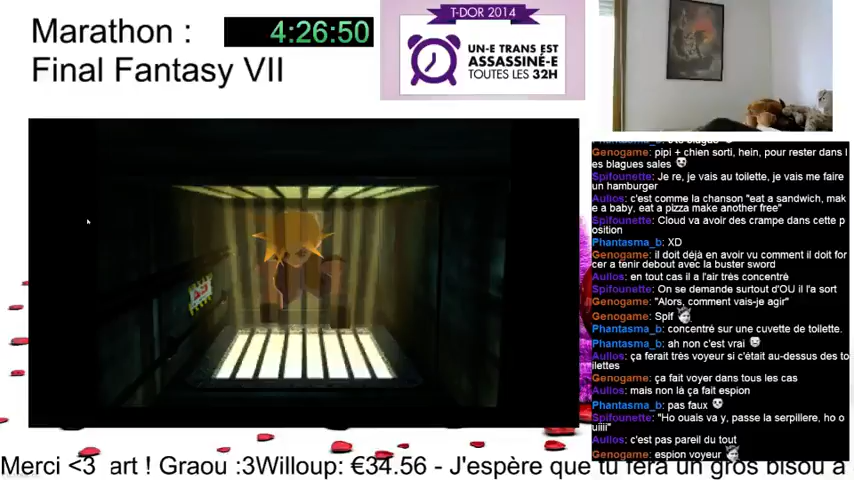 Marathon :
4:26:50
Final Fantasy VII
T-DOR 2014
UN-E TRANS EST
ASSASSINÉ-E
TOUTES LES 32H
Genogame: pipi + chien sorti, hein, pour rester dans l
es blagues sales
Spifounette: Je re, je vais au toilette, je vais me faire
un hamburger
Aulios: c'est comme la chanson "eat a sandwich, mak
e a baby, eat a pizza make another free"
Spifounette: Cloud va avoir des crampe dans cette p
osition
Phantasma_b: XD
Genogame: il doit déjà en avoir vu comment il doit for
cer a tenir debout avec la buster sword
Aulios: en tout cas il a l'air très concentré
Spifounette: On se demande surtout d'OU il l'a sort
Genogame: "Alors, comment vais-je agir"
Genogame: Spif
Phantasma_b: concentré sur une cuvette de toilette.
Phantasma_b: ah non c'est vrai
Aulios: ça ferait très voyeur si c'était au-dessus des to
ilettes
Genogame: ça fait voyer dans tous les cas
Aulios: mais non là ça fait espion
Phantasma_b: pas faux
Spifounette: "Ho ouais va y, passe la serpillere, ho o
uiiii"
Aulios: c'est pas pareil du tout
Genogame: espion voyeur
Merci <3 art ! Graou :3Willoup: €34.56 - J'espère que tu fera un gros bisou a